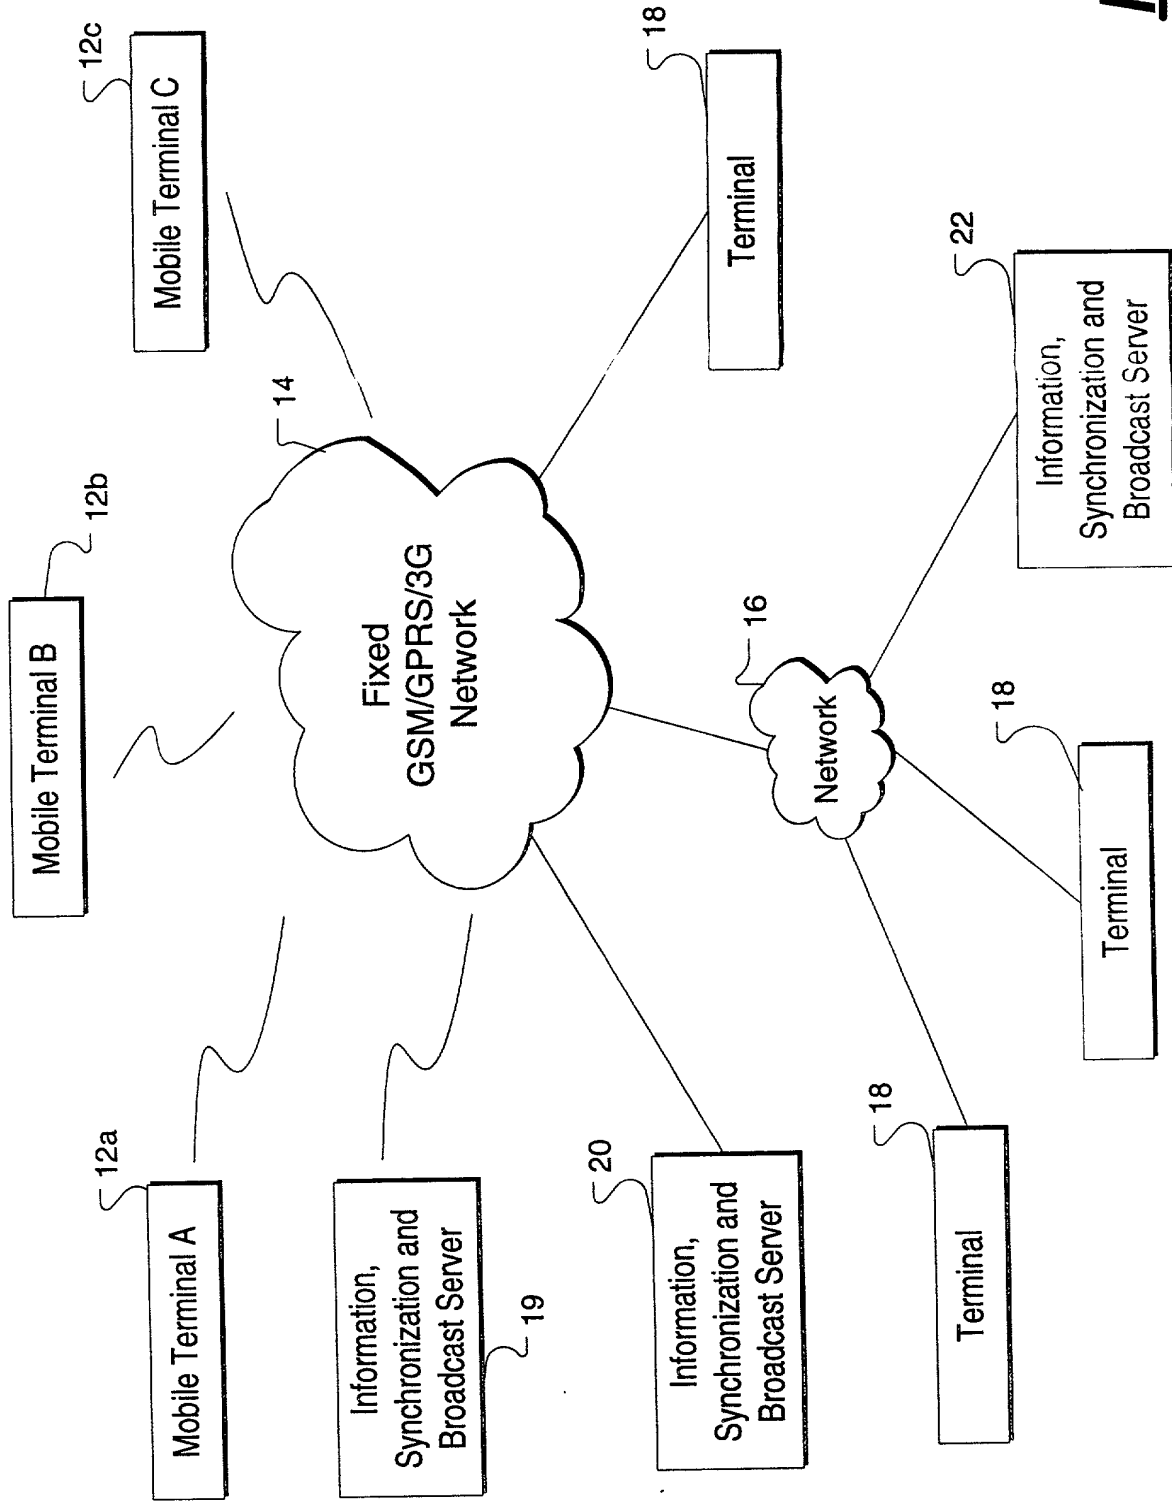 Mobile Terminal A
12a
Mobile Terminal B
12b
Mobile Terminal C
12c
Information,
Synchronization and
Broadcast Server
19
Fixed
GSM/GPRS/3G
Network
14
Information,
Synchronization and
Broadcast Server
20
Terminal
18
Network
16
Terminal
18
Terminal
18
Information,
Synchronization and
Broadcast Server
22